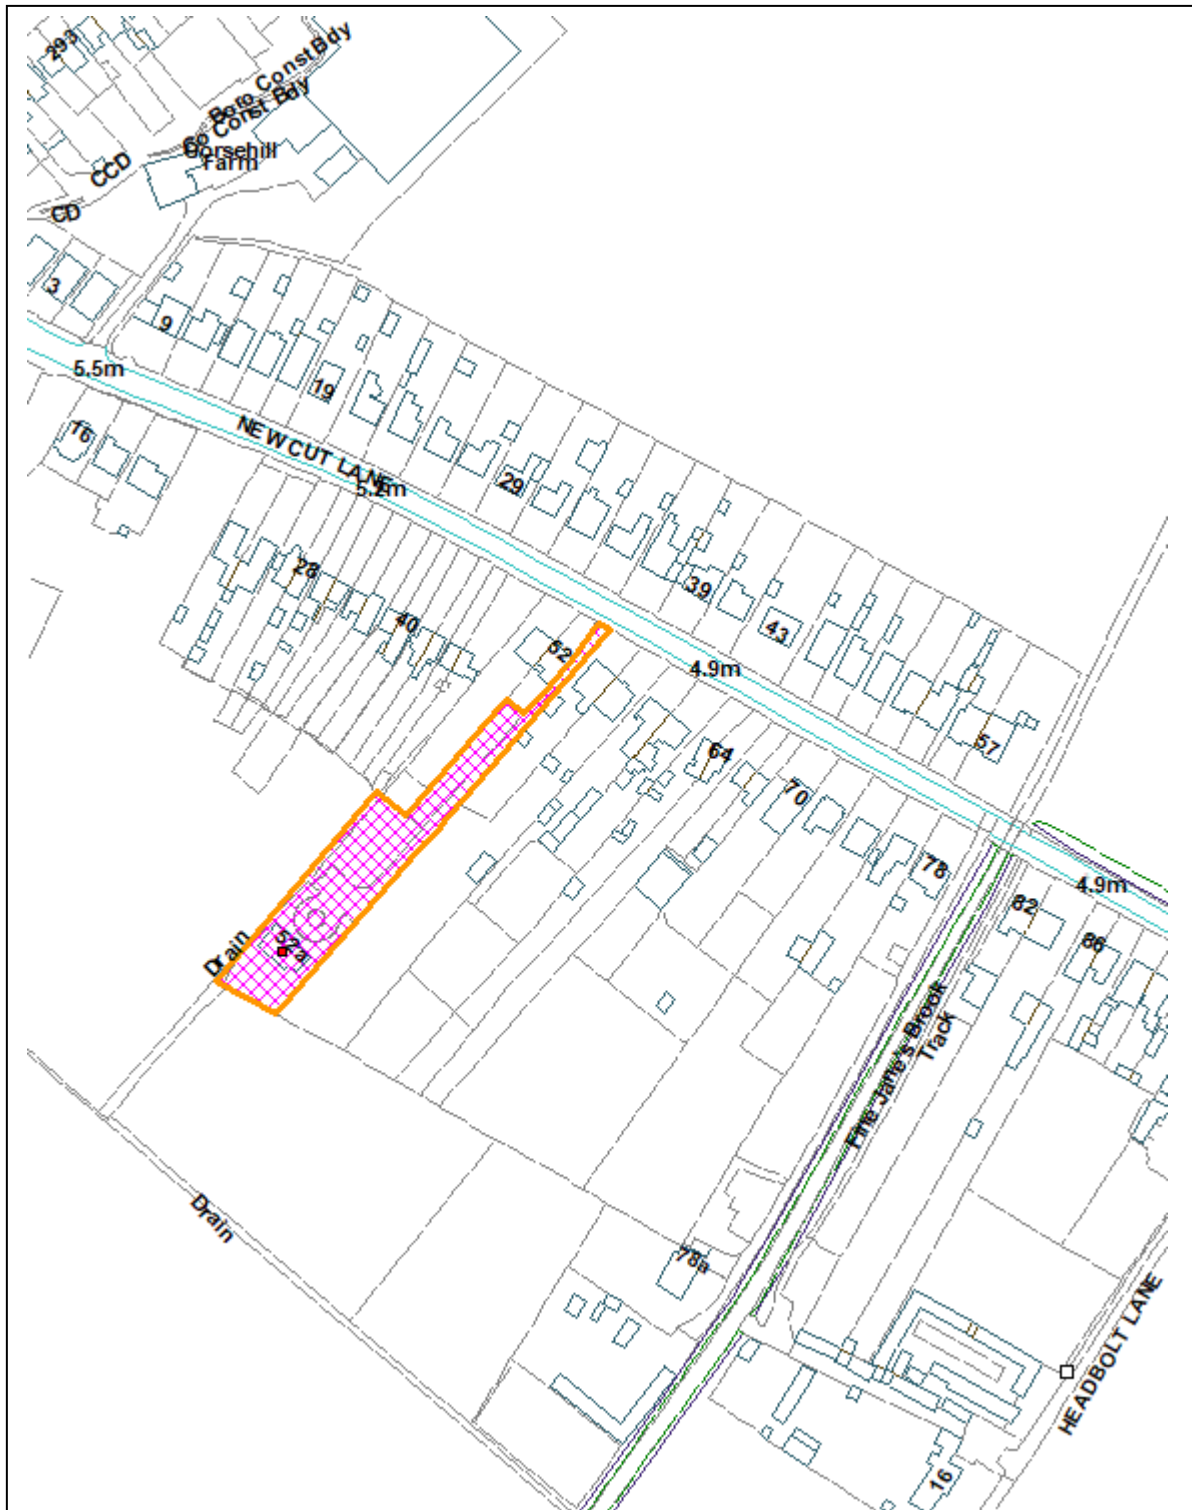 293
Boro Const Bdy
Co Const Bdy
Gorsehill
Farm
CCD
CD
3
9
5.5m
19
16
NEW CUT LANE
5.2m
29
28
39
40
43
52
4.9m
57
64
70
78
4.9m
82
86
Drain
52a
Fine Jane's Brook
Track
Drain
78a
HEADBOLT LANE
16